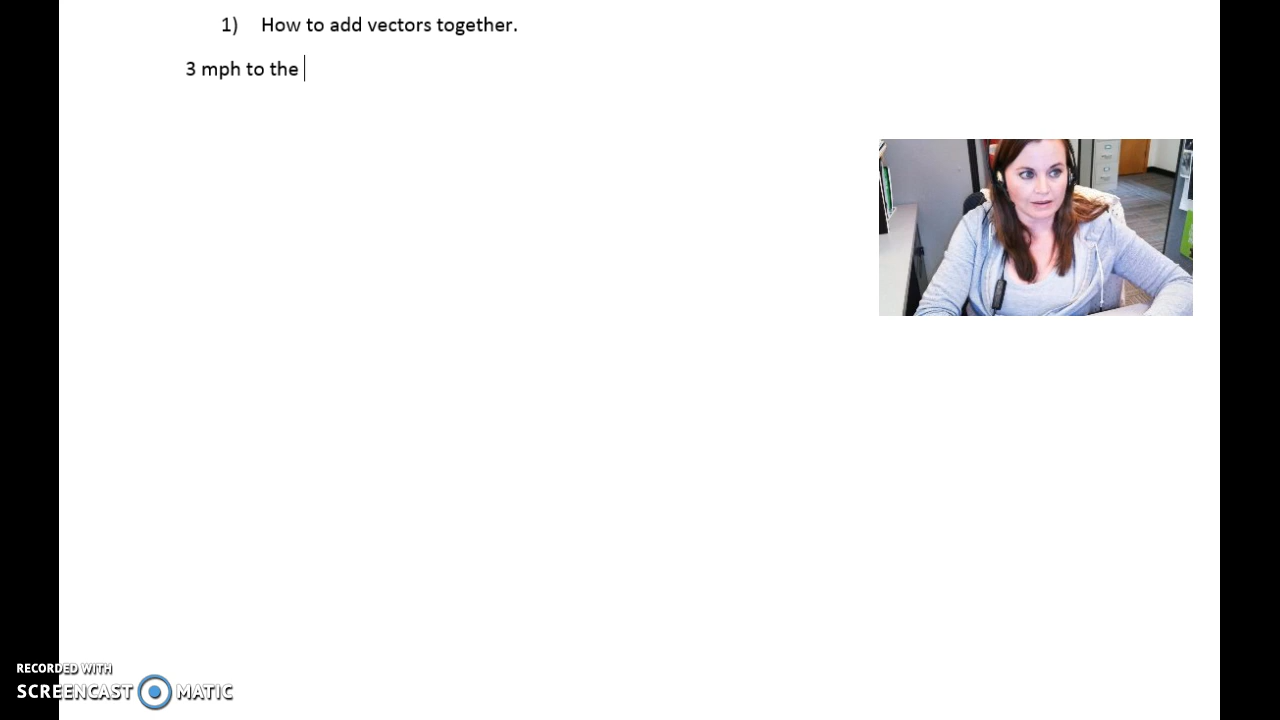 1) How to add vectors together.
3 mph to the
RECORDED WITH
SCREENCAST MATIC